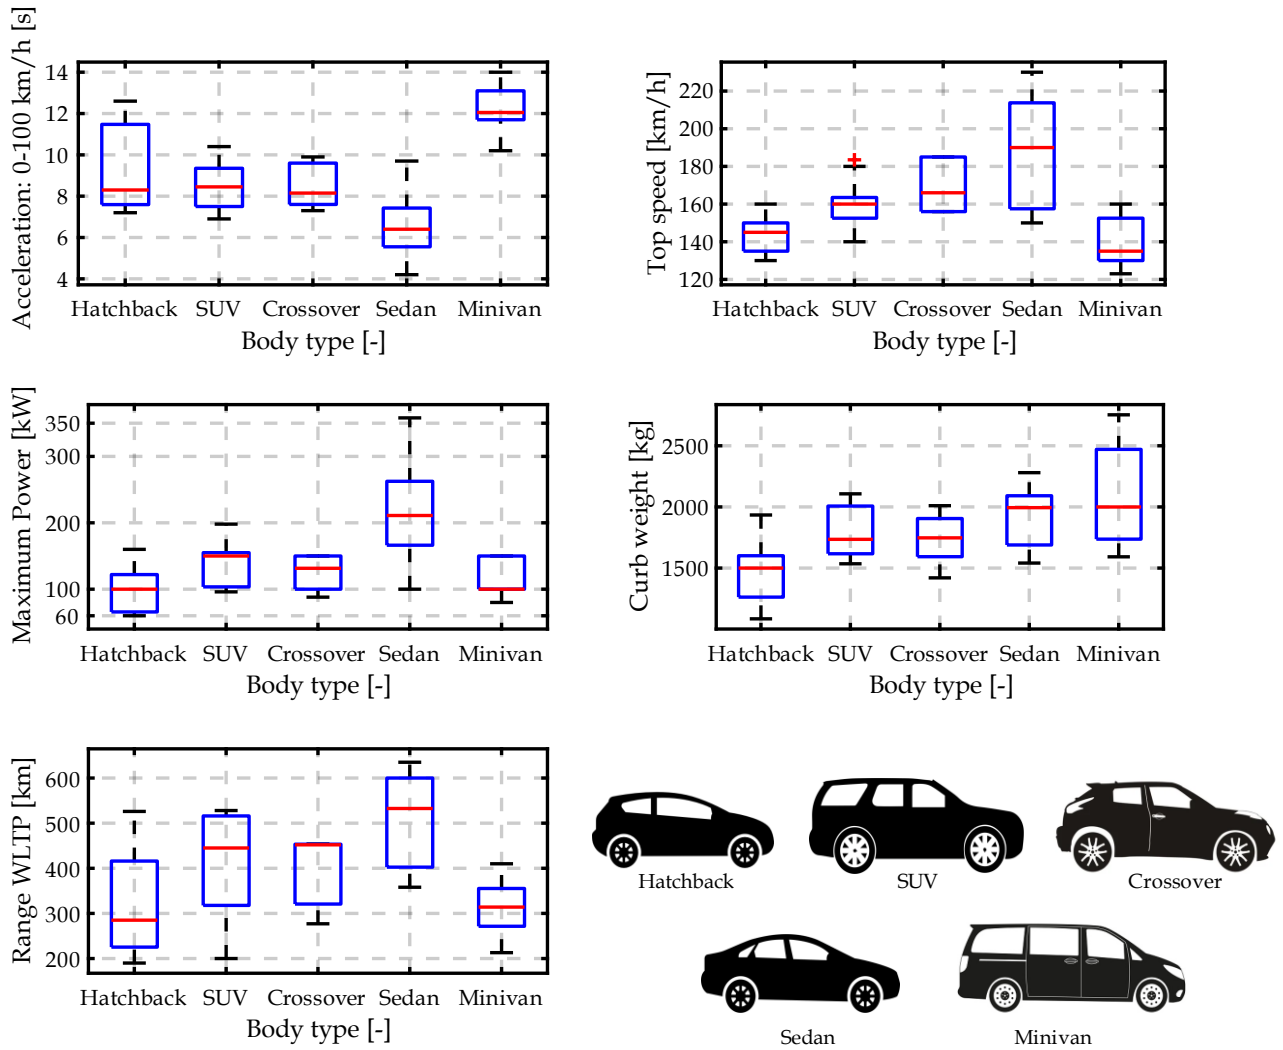 Acceleration: 0-100 km/h [s]
14
12
10
8
6
4
Hatchback SUV Crossover Sedan Minivan
Body type [-]
Top speed [km/h]
220
200
180
160
140
120
Hatchback SUV Crossover Sedan Minivan
Body type [-]
Maximum Power [kW]
350
300
200
100
60
Hatchback SUV Crossover Sedan Minivan
Body type [-]
Curb weight [kg]
2500
2000
1500
Hatchback SUV Crossover Sedan Minivan
Body type [-]
Range WLTP [km]
600
500
400
300
200
Hatchback SUV Crossover Sedan Minivan
Body type [-]
Hatchback SUV Crossover
Sedan Minivan